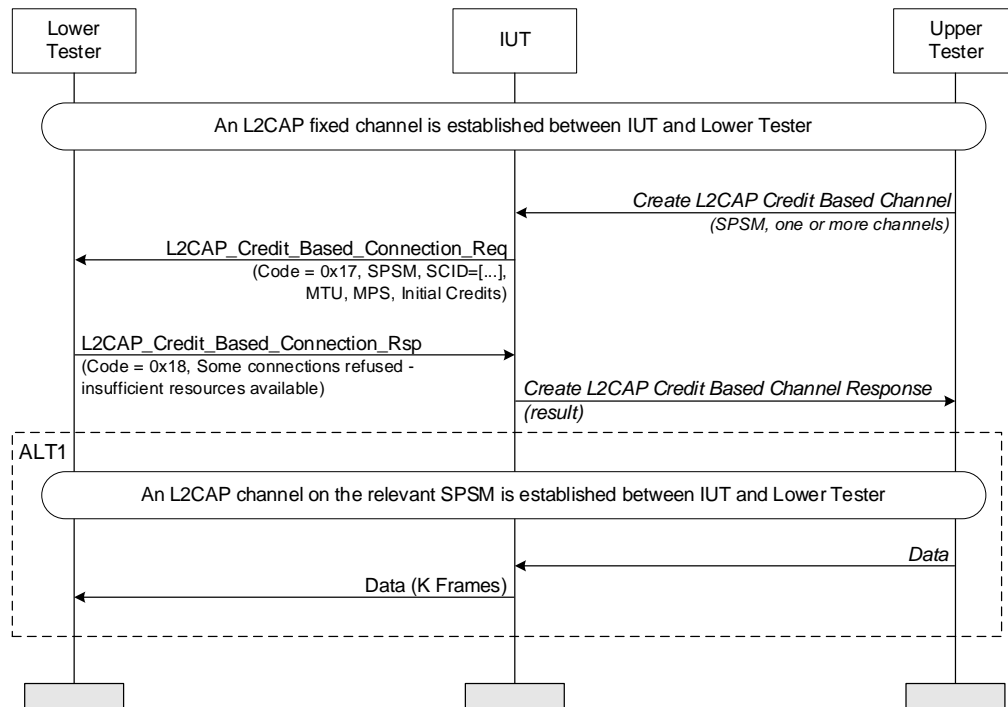 Lower
Tester
IUT
Upper
Tester
An L2CAP fixed channel is established between IUT and Lower Tester
Create L2CAP Credit Based Channel
(SPSM, one or more channels)
L2CAP_Credit_Based_Connection_Req
(Code = 0x17, SPSM, SCID=[...],
MTU, MPS, Initial Credits)
L2CAP_Credit_Based_Connection_Rsp
(Code = 0x18, Some connections refused -
insufficient resources available)
Create L2CAP Credit Based Channel Response
(result)
ALT1
An L2CAP channel on the relevant SPSM is established between IUT and Lower Tester
Data
Data (K Frames)